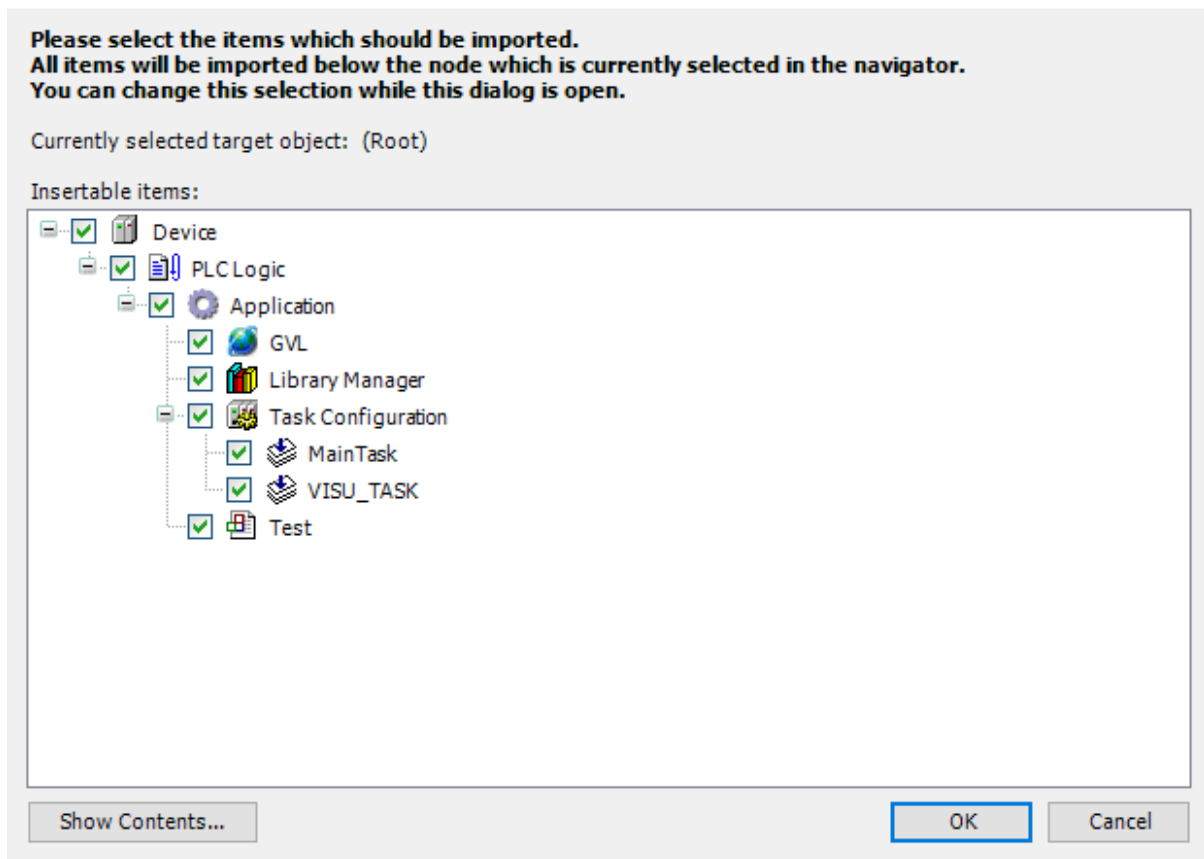 Please select the items which should be imported.
All items will be imported below the node which is currently selected in the navigator.
You can change this selection while this dialog is open.
Currently selected target object: (Root)
Insertable items:
Device
PLC Logic
Application
GVL
Library Manager
Task Configuration
MainTask
VISU_TASK
Test
Show Contents... OK Cancel